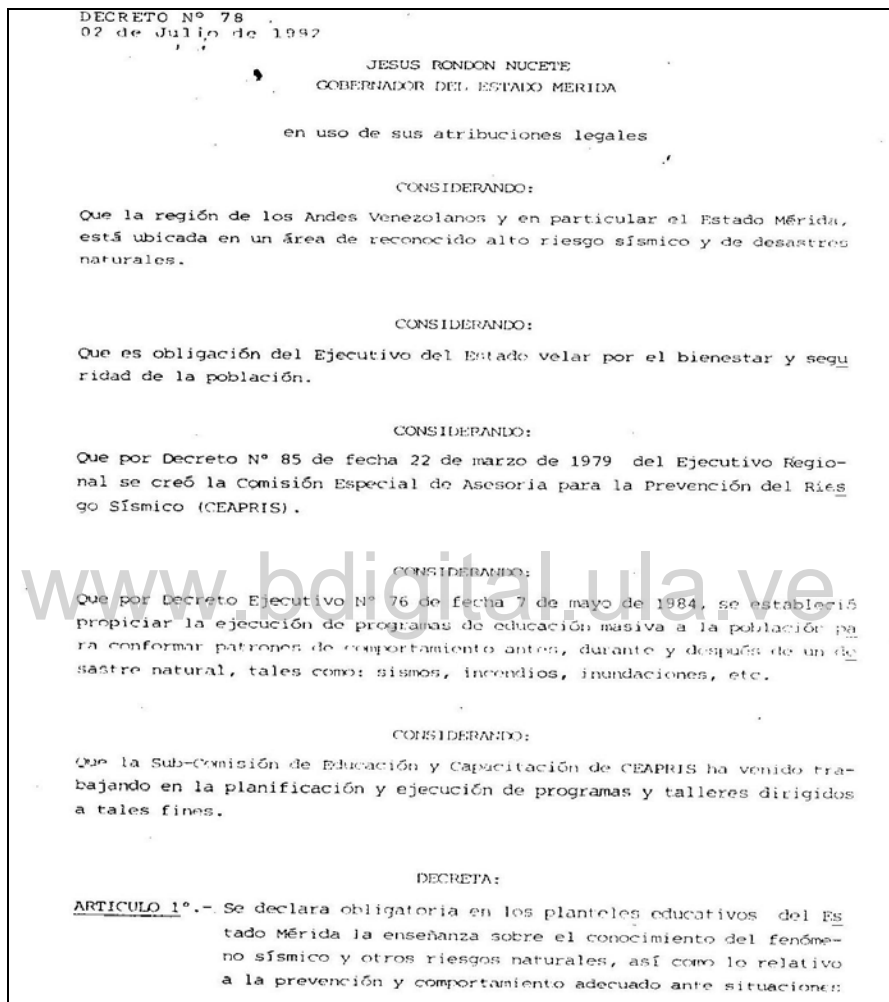 DECRETO Nº 78
02 de Julio de 1992
JESUS RONDON NUCETE
GOBERNADOR DEL ESTADO MERIDA
en uso de sus atribuciones legales
CONSIDERANDO:
Que la región de los Andes Venezolanos y en particular el Estado Mérida,
está ubicada en un área de reconocido alto riesgo sísmico y de desastres
naturales.
CONSIDERANDO:
Que es obligación del Ejecutivo del Estado velar por el bienestar y segu
ridad de la población.
CONSIDERANDO:
Que por Decreto Nº 85 de fecha 22 de marzo de 1979 del Ejecutivo Regio-
nal se creó la Comisión Especial de Asesoria para la Prevención del Ries
go Sísmico (CEAPRIS).
CONSIDERANDO:
www.bdigital.ula.ve
Que por Decreto Ejecutivo Nº 76 de fecha 7 de mayo de 1984, se estableció
propiciar la ejecución de programas de educación masiva a la población pa
ra conformar patrones de comportamiento antes, durante y después de un de
sastre natural, tales como: sismos, incendios, inundaciones, etc.
CONSIDERANDO:
Que la Sub-Comisión de Educación y Capacitación de CEAPRIS ha venido tra-
bajando en la planificación y ejecución de programas y talleres dirigidos
a tales fines.
DECRETA:
ARTICULO 1º.- Se declara obligatoria en los planteles educativos del Es
tado Mérida la enseñanza sobre el conocimiento del fenóme-
no sísmico y otros riesgos naturales, así como lo relativo
a la prevención y comportamiento adecuado ante situaciones